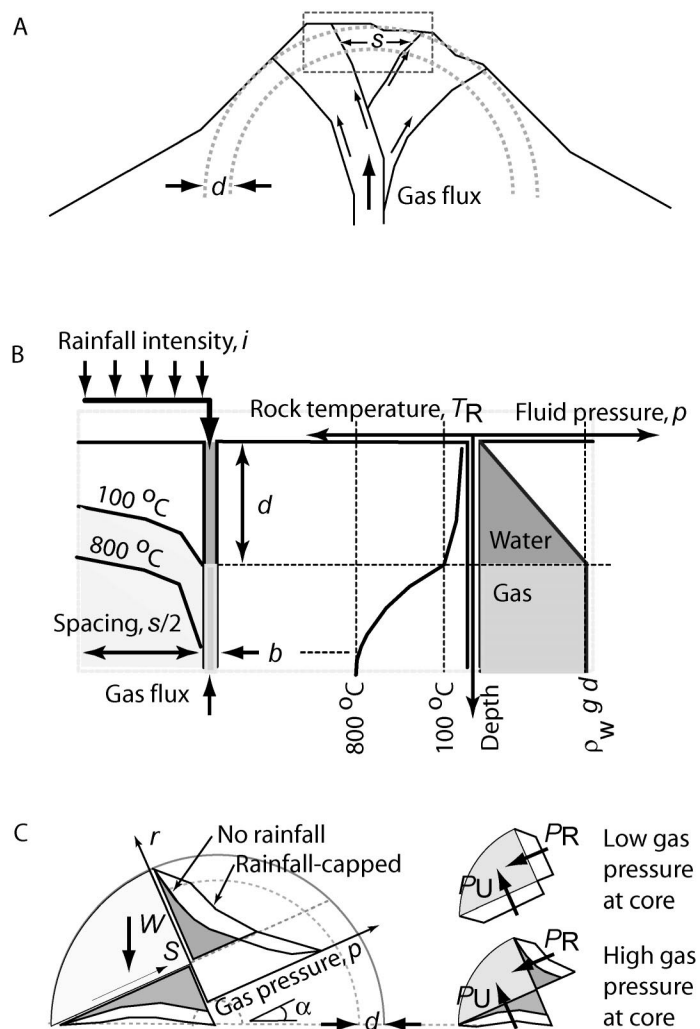 A
s
d
Gas flux
B
Rainfall intensity, i
Rock temperature, TR
Fluid pressure, p
100 °C
d
800 °C
Water
Gas
Spacing, s/2
b
Gas flux
800 °C
100 °C
Depth
ρw g d
C
r
No rainfall
Rainfall-capped
W
S
Gas pressure, p
α
d
PR
PU
Low gas
pressure
at core
PR
PU
High gas
pressure
at core